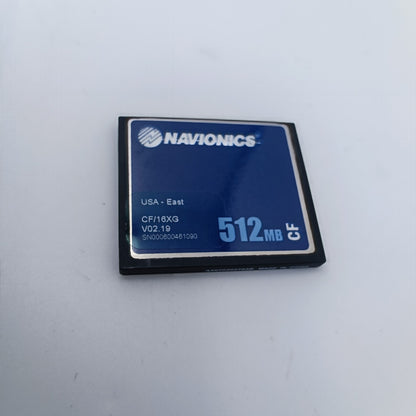 NAVIONICS
USA - East
CF/16XG
V02.19
SN000600461090
512MB
CF